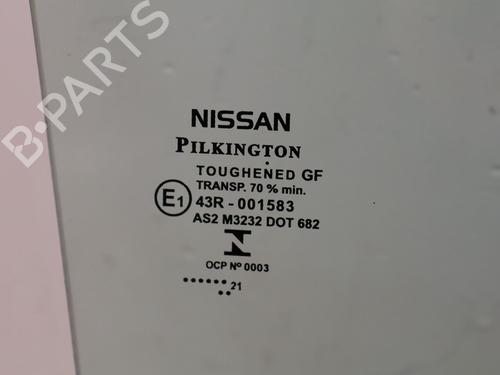 B-PARTS
NISSAN
PILKINGTON
TOUGHENED GF
TRANSP. 70 % min.
E1 43R - 001583
AS2 M3232 DOT 682
N
OCP Nº 0003
...... 21
..